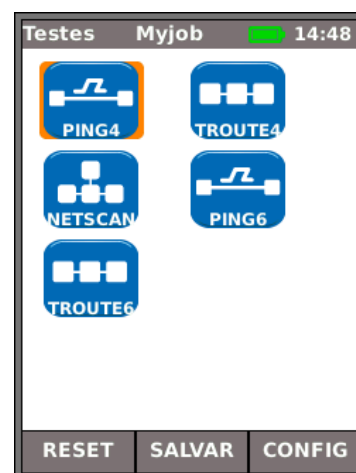 Testes Myjob 14:48
PING4 TROUTE4
NETSCAN PING6
TROUTE6
RESET SALVAR CONFIG